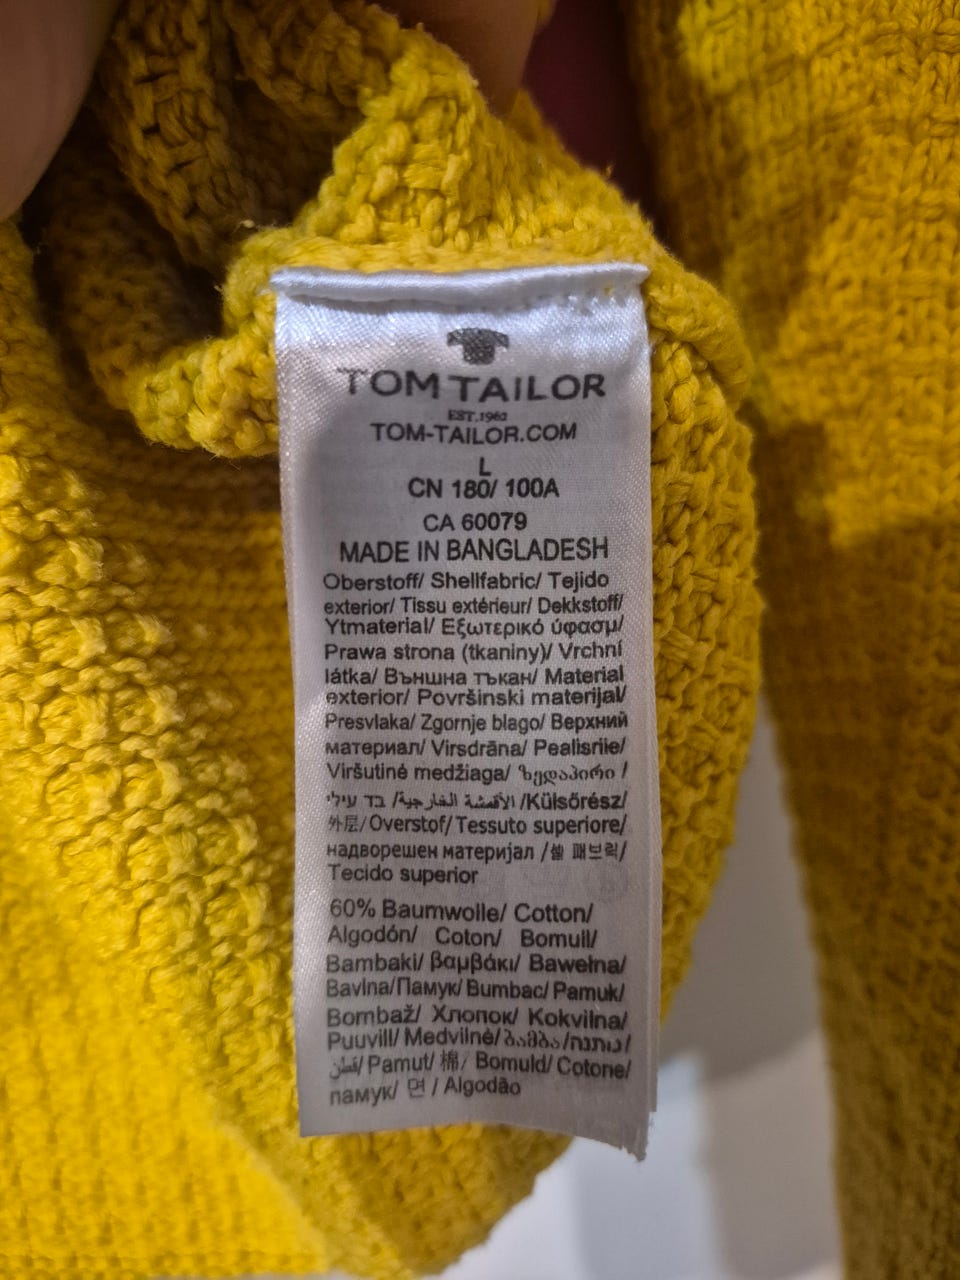 TOM TAILOR
EST.1962
TOM-TAILOR.COM
L
CN 180/ 100A
CA 60079
MADE IN BANGLADESH
Oberstoff/ Shellfabric/ Tejido
exterior/ Tissu extérieur/ Dekkstoff/
Ytmaterial/ Εξωτερικό ύφασμ/
Prawa strona (tkaniny)/ Vrchní
látka/ Външна тъкан/ Material
exterior/ Površinski materijal/
Presvlaka/ Zgornje blago/ Верхний
материал/ Virsdrāna/ Pealisriie/
Viršutinė medžiaga/ ზედაპირი /
בד עילי /الأقمشة الخارجية /Külsőrész/
外层/ Overstof/ Tessuto superiore/
надворешен материјал /쉘 패브릭/
Tecido superior
60% Baumwolle/ Cotton/
Algodón/ Coton/ Bomull/
Bambaki/ βαμβάκι/ Bawełna/
Bavlna/Памук/ Bumbac/ Pamuk/
Bombaž/ Хлопок/ Kokvilna/
Puuvill/ Medvilnė/ ბამბა/כותנה/
قطن/ Pamut/ 棉/ Bomuld/ Cotone/
памук/ 면 / Algodão